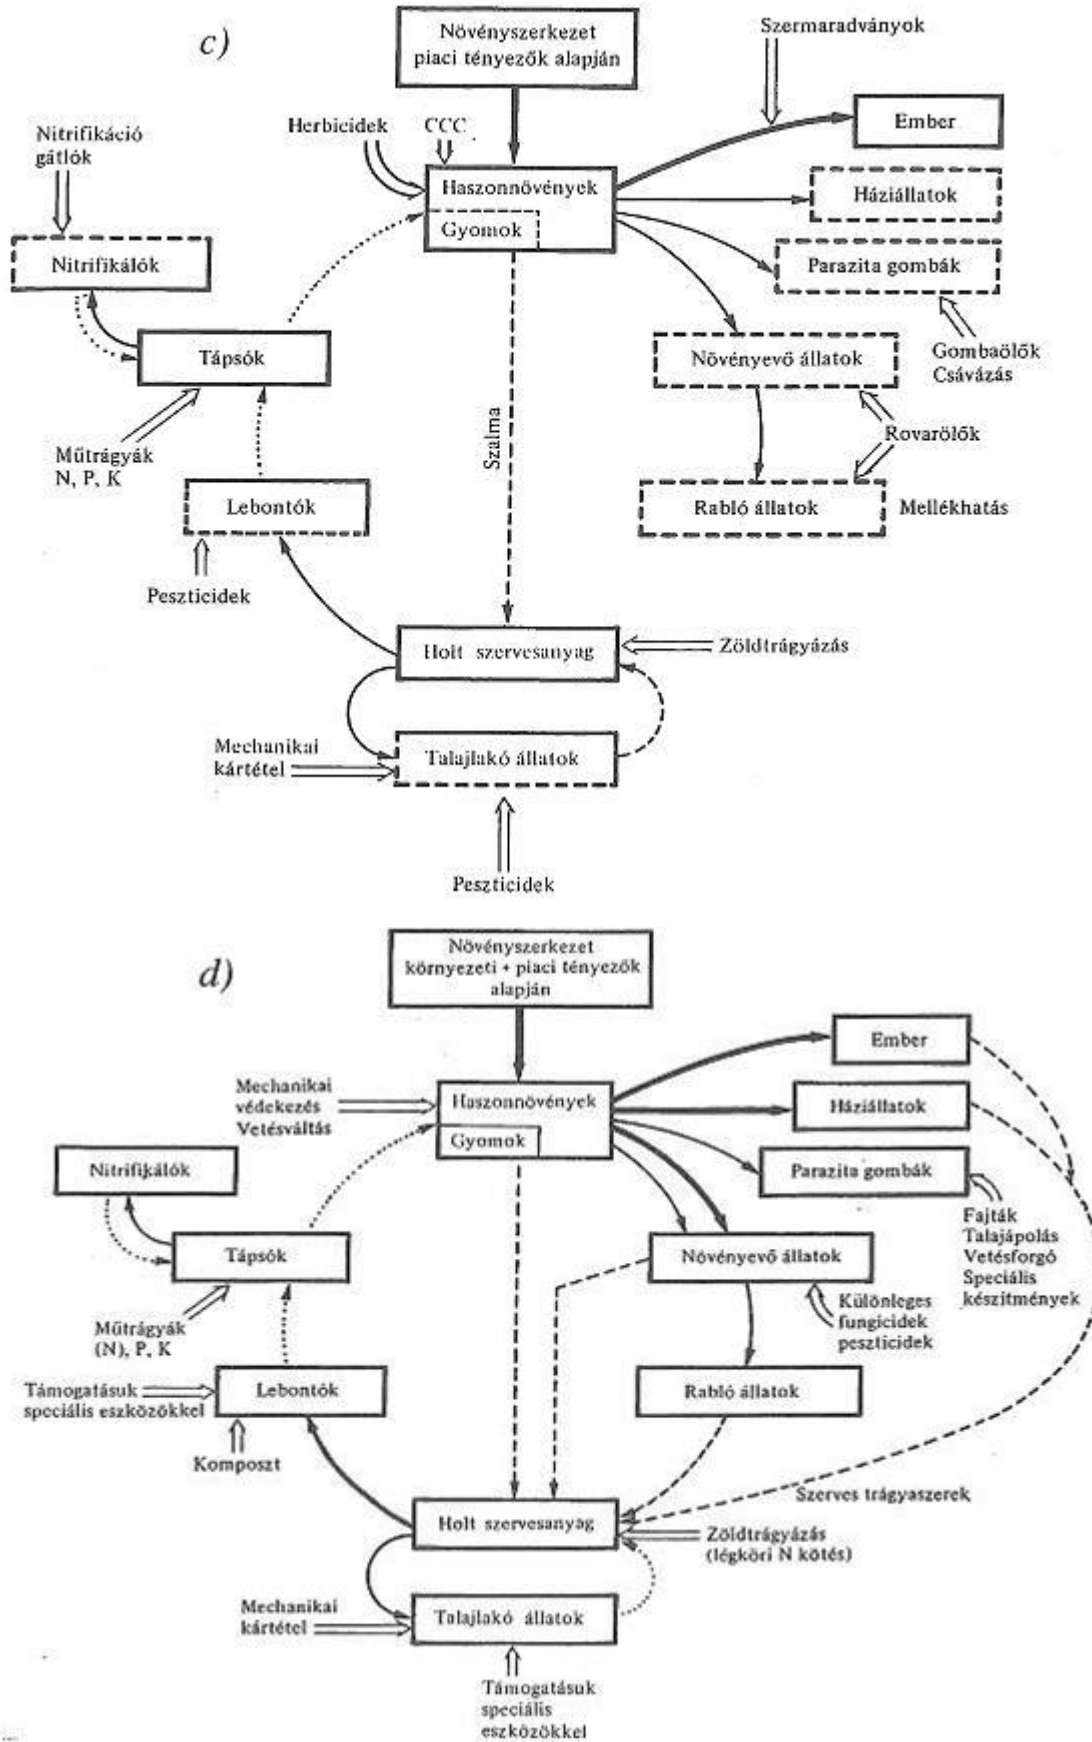 c)
Növényszerkezet
piaci tényezők alapján
Szermaradványok
Ember
Nitrifikáció
gátlók
Herbicidek
CCC
Haszonnövények
Gyomok
Háziállatok
Nitrifikálók
Parazita gombák
Tápsók
Növényevő állatok
Gombaölők
Csávázás
Műtrágyák
N, P, K
Szalma
Rovarölők
Lebontók
Rabló állatok
Mellékhatás
Peszticidek
Holt szervesanyag
Zöldtrágyázás
Mechanikai
kártétel
Talajlakó állatok
Peszticidek
d)
Növényszerkezet
környezeti + piaci tényezők
alapján
Ember
Mechanikai
védekezés
Vetésváltás
Haszonnövények
Gyomok
Háziállatok
Nitrifikálók
Parazita gombák
Fajták
Talajápolás
Vetésforgó
Speciális
készítmények
Tápsók
Növényevő állatok
Különleges
fungicidek
peszticidek
Műtrágyák
(N), P, K
Támogatásuk
speciális eszközökkel
Lebontók
Rabló állatok
Komposzt
Szerves trágyaszerek
Holt szervesanyag
Zöldtrágyázás
(légköri N kötés)
Mechanikai
kártétel
Talajlakó állatok
Támogatásuk
speciális
eszközökkel